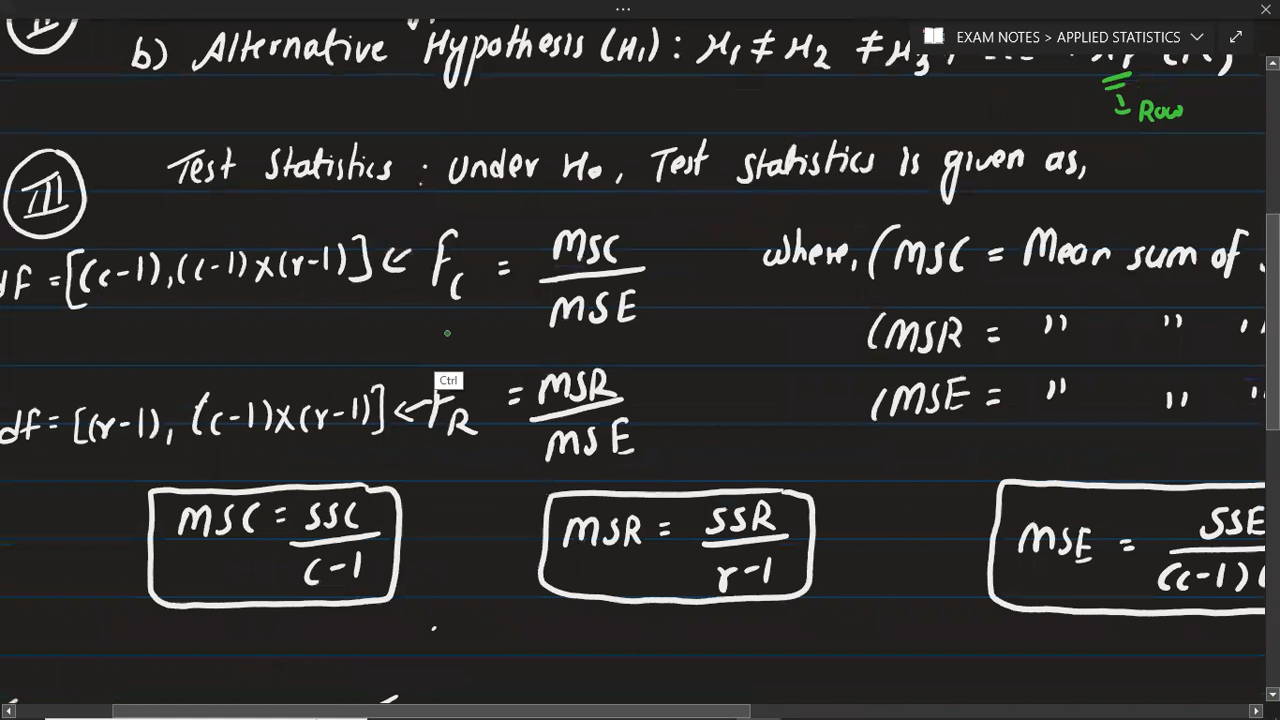 EXAM NOTES > APPLIED STATISTICS
b) Alternative Hypothesis (H1) : μ1 ≠ μ2 ≠ μ3
Row
III
Test Statistics : Under H0, Test statistics is given as,
df = [(c-1), (c-1)×(r-1)] ← FC = MSC / MSE
where, (MSC = Mean sum of
(MSR = " " "
(MSE = " " "
Ctrl
df = [(r-1), (c-1)×(r-1)] ← FR = MSR / MSE
MSC = SSC / c-1
MSR = SSR / r-1
MSE = SSE / (c-1)(